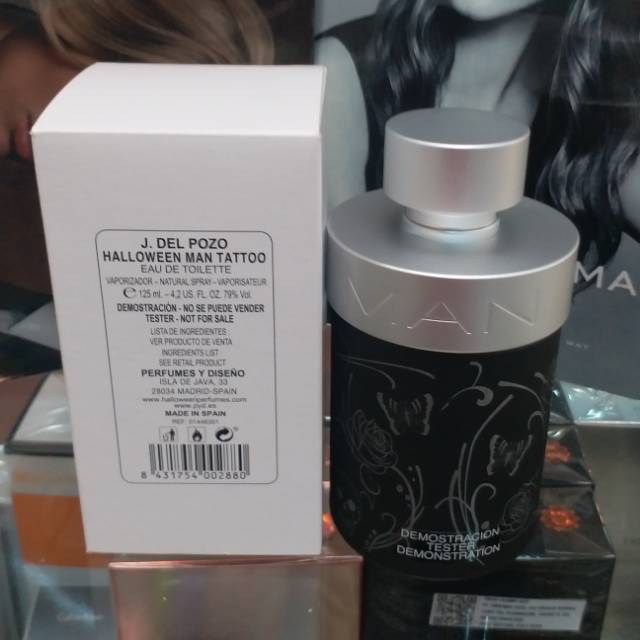 J. DEL POZO
HALLOWEEN MAN TATTOO
EAU DE TOILETTE
VAPORIZADOR – NATURAL SPRAY – VAPORISATEUR
℮ 125 ml. – 4.2 US. FL. OZ. 79% Vol.
DEMOSTRACIÓN - NO SE PUEDE VENDER
TESTER - NOT FOR SALE
LISTA DE INGREDIENTES
VER PRODUCTO DE VENTA
INGREDIENTS LIST
SEE RETAIL PRODUCT
PERFUMES Y DISEÑO
ISLA DE JAVA, 33
28034 MADRID-SPAIN
www.halloweenperfumes.com
www.pyd.es
MADE IN SPAIN
8 431754 002880
MAN
DEMOSTRACIÓN
TESTER
DEMONSTRATION
MA